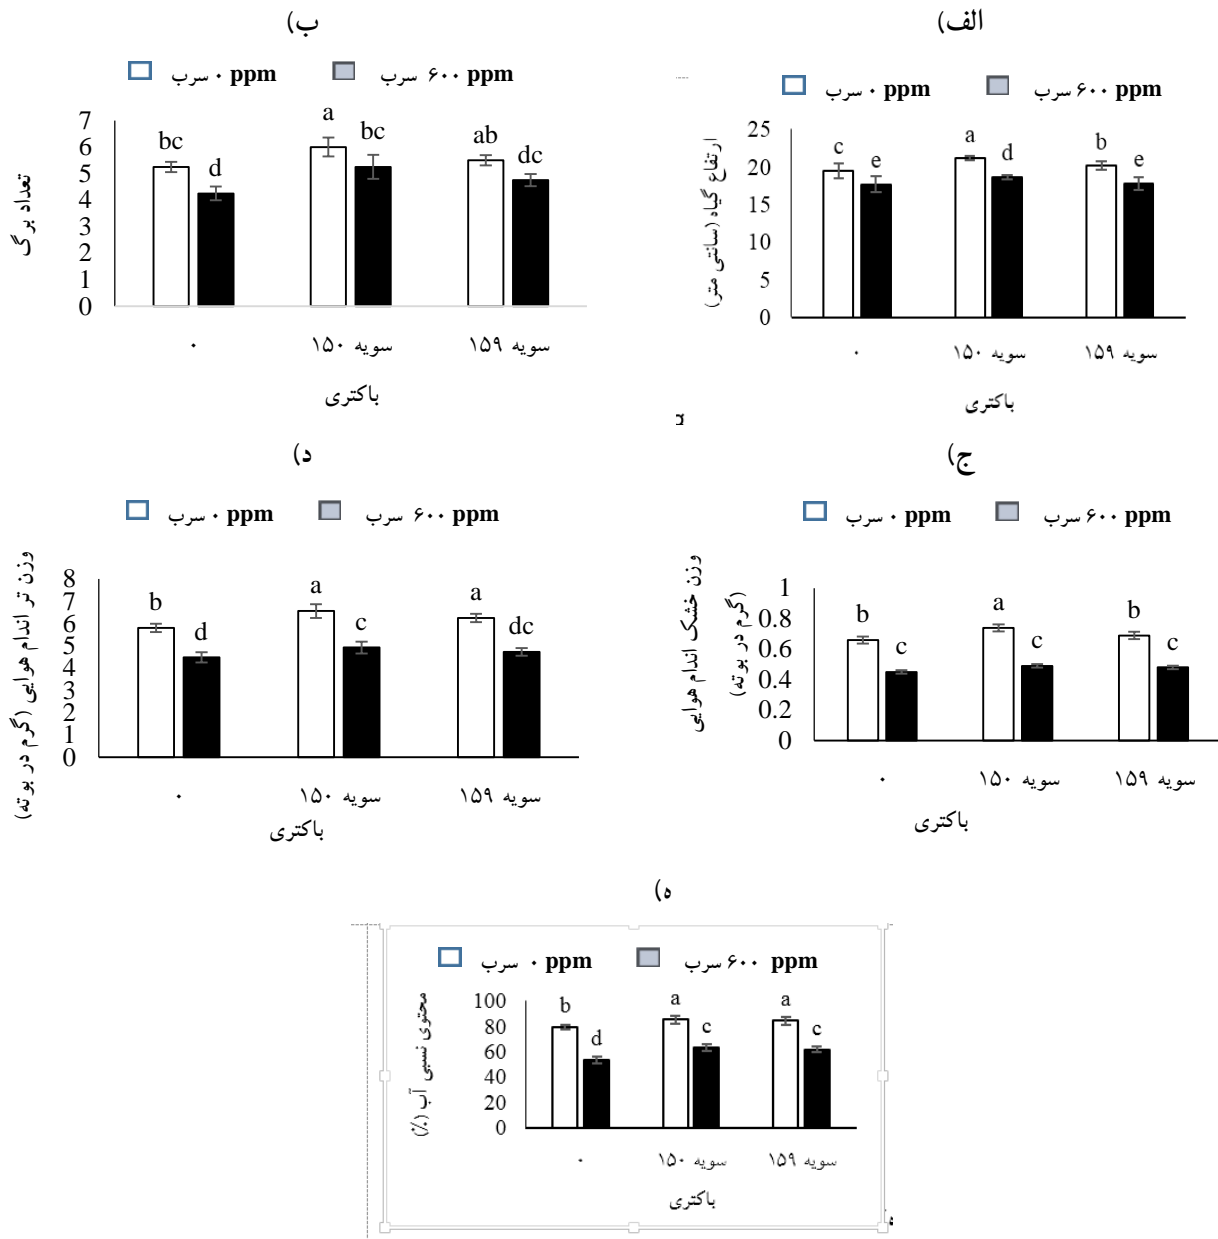 الف)
۰ ppm سرب
۶۰۰ ppm سرب
ارتفاع گیاه (سانتی متر)
25
20
15
10
5
0
c e a d b e
۰ سویه ۱۵۰ سویه ۱۵۹
باکتری
ب)
۰ ppm سرب
۶۰۰ ppm سرب
تعداد برگ
7
6
5
4
3
2
1
0
bc d a bc ab dc
۰ سویه ۱۵۰ سویه ۱۵۹
باکتری
ج)
۰ ppm سرب
۶۰۰ ppm سرب
وزن خشک اندام هوایی
(گرم در بوته)
1
0.8
0.6
0.4
0.2
0
b c a c b c
۰ سویه ۱۵۰ سویه ۱۵۹
باکتری
د)
۰ ppm سرب
۶۰۰ ppm سرب
وزن تر اندام هوایی (گرم در بوته)
8
7
6
5
4
3
2
1
0
b d a c a dc
۰ سویه ۱۵۰ سویه ۱۵۹
باکتری
ه)
۰ ppm سرب
۶۰۰ ppm سرب
محتوی نسبی آب (٪)
100
80
60
40
20
0
b d a c a c
۰ سویه ۱۵۰ سویه ۱۵۹
باکتری